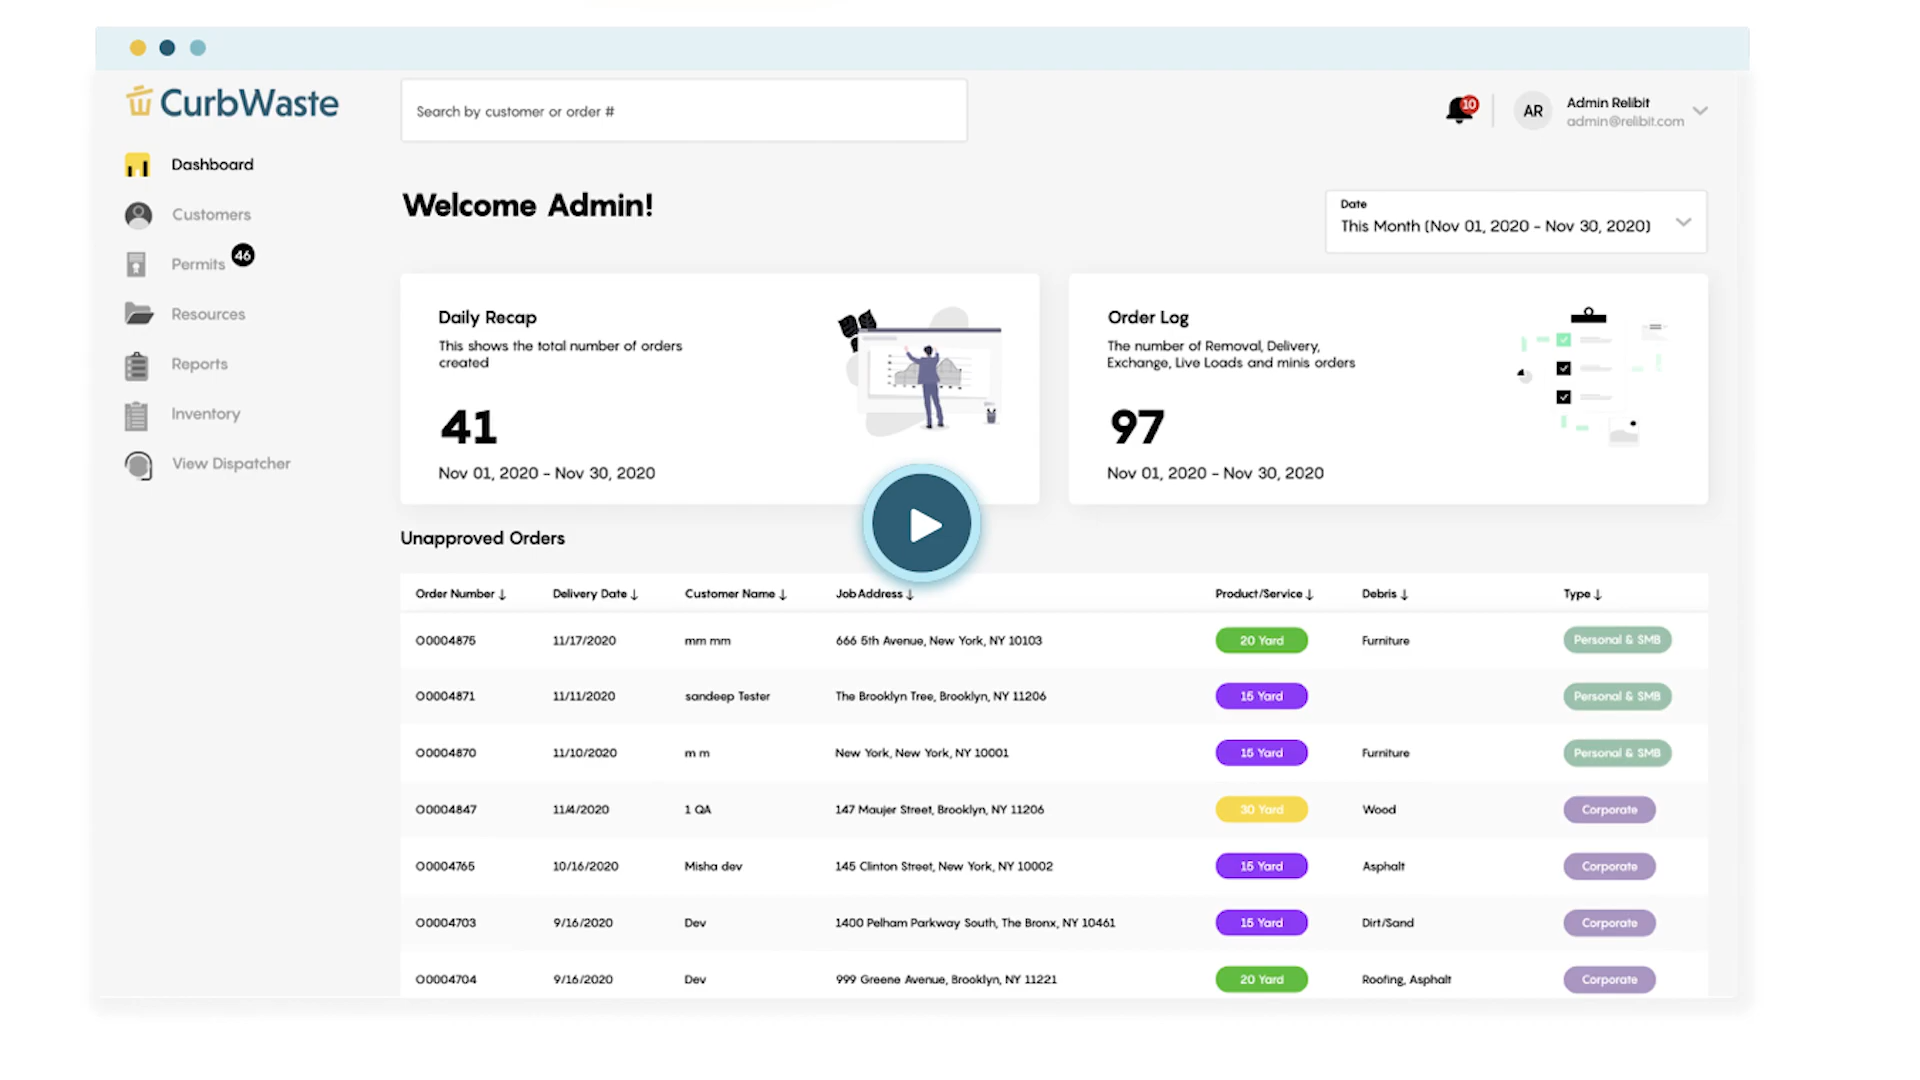 CurbWaste
Search by customer or order #
10
AR
Admin Relibit
admin@relibit.com
Dashboard
Customers
Permits 46
Resources
Reports
Inventory
View Dispatcher
Welcome Admin!
Date
This Month (Nov 01, 2020 - Nov 30, 2020)
Daily Recap
This shows the total number of orders
created
41
Nov 01, 2020 - Nov 30, 2020
Order Log
The number of Removal, Delivery,
Exchange, Live Loads and minis orders
97
Nov 01, 2020 - Nov 30, 2020
Unapproved Orders
Order Number ↓ Delivery Date ↓ Customer Name ↓ Job Address ↓ Product/Service ↓ Debris ↓ Type ↓
O0004875 11/17/2020 mm mm 666 5th Avenue, New York, NY 10103 20 Yard Furniture Personal & SMB
O0004871 11/11/2020 sandeep Tester The Brooklyn Tree, Brooklyn, NY 11206 15 Yard Personal & SMB
O0004870 11/10/2020 m m New York, New York, NY 10001 15 Yard Furniture Personal & SMB
O0004847 11/4/2020 1 QA 147 Maujer Street, Brooklyn, NY 11206 30 Yard Wood Corporate
O0004765 10/16/2020 Misha dev 145 Clinton Street, New York, NY 10002 15 Yard Asphalt Corporate
O0004703 9/16/2020 Dev 1400 Pelham Parkway South, The Bronx, NY 10461 15 Yard Dirt/Sand Corporate
O0004704 9/16/2020 Dev 999 Greene Avenue, Brooklyn, NY 11221 20 Yard Roofing, Asphalt Corporate